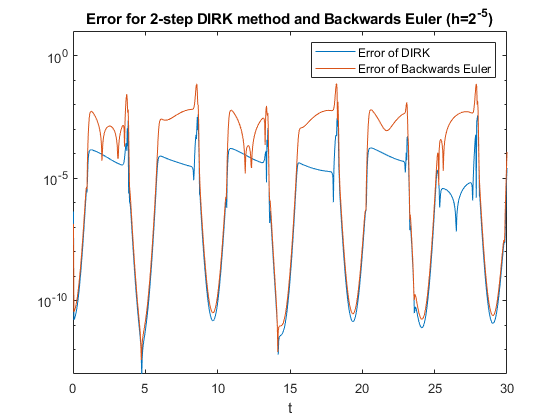 Error for 2-step DIRK method and Backwards Euler (h=2^-5)
Error of DIRK
Error of Backwards Euler
10^0
10^-5
10^-10
0 5 10 15 20 25 30
t